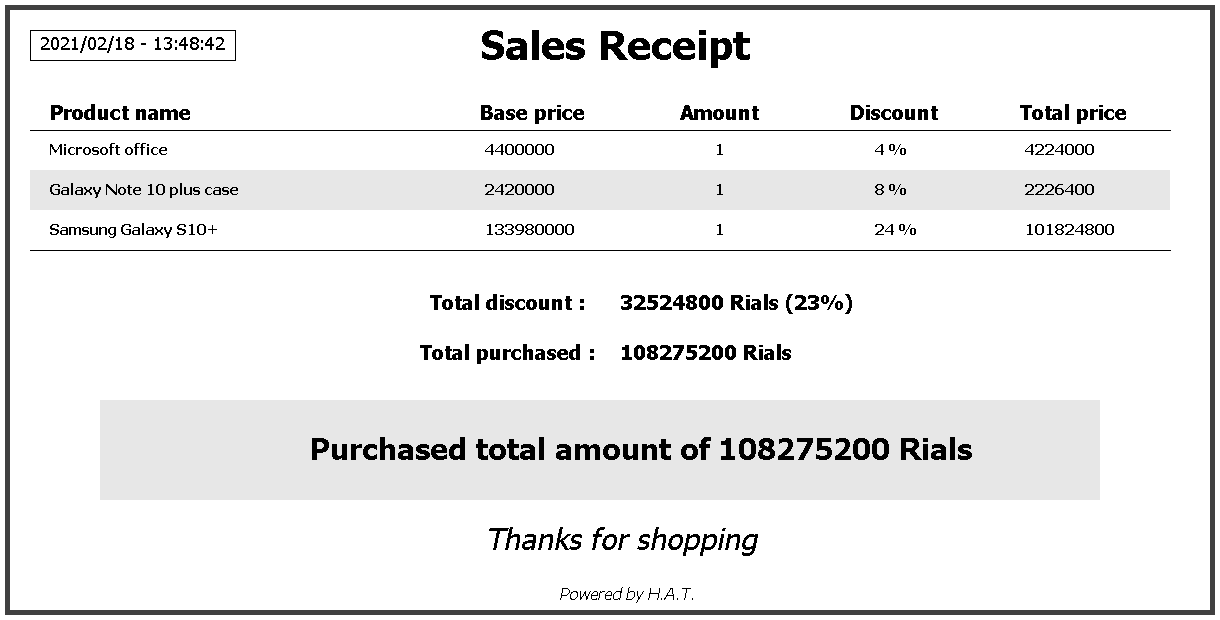 2021/02/18 - 13:48:42
Sales Receipt
Product name Base price Amount Discount Total price
Microsoft office 4400000 1 4 % 4224000
Galaxy Note 10 plus case 2420000 1 8 % 2226400
Samsung Galaxy S10+ 133980000 1 24 % 101824800
Total discount : 32524800 Rials (23%)
Total purchased : 108275200 Rials
Purchased total amount of 108275200 Rials
Thanks for shopping
Powered by H.A.T.